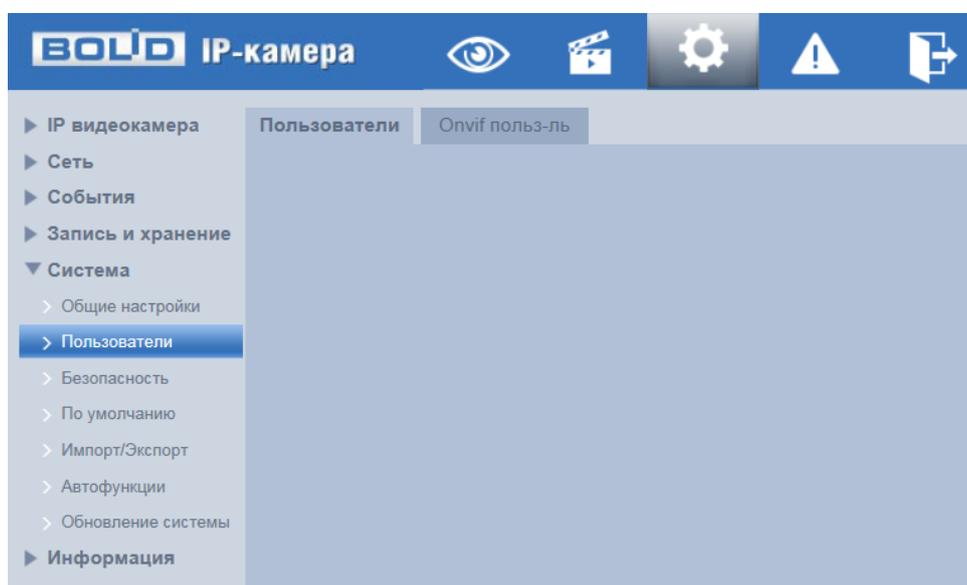 BOLID IP-камера
IP видеокамера
Сеть
События
Запись и хранение
Система
Общие настройки
Пользователи
Безопасность
По умолчанию
Импорт/Экспорт
Автофункции
Обновление системы
Информация
Пользователи
Onvif польз-ль